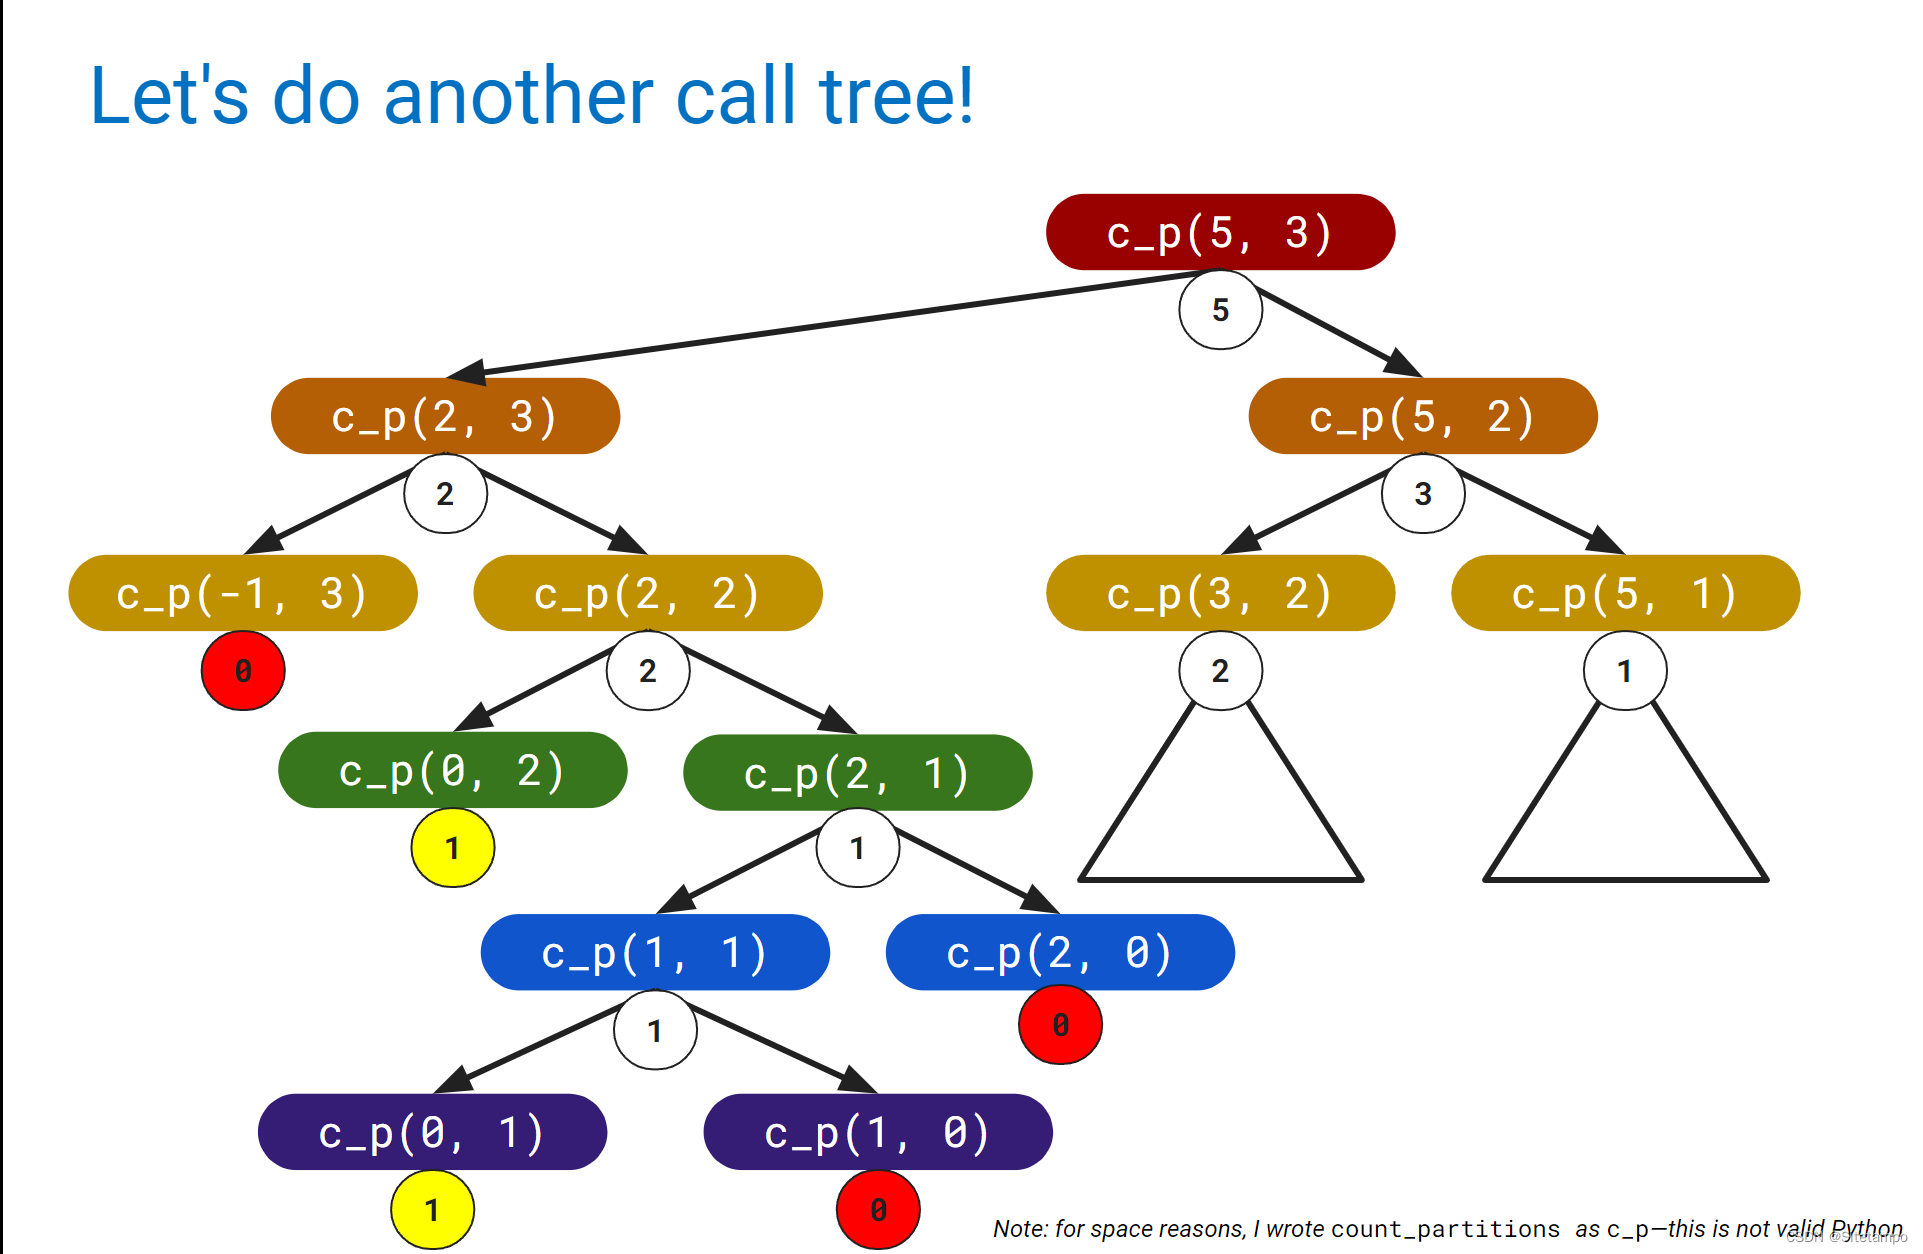 Let's do another call tree!
c_p(5, 3)
5
c_p(2, 3)
c_p(5, 2)
2
3
c_p(-1, 3)
c_p(2, 2)
c_p(3, 2)
c_p(5, 1)
0
2
2
1
c_p(0, 2)
c_p(2, 1)
1
1
c_p(1, 1)
c_p(2, 0)
1
0
c_p(0, 1)
c_p(1, 0)
1
0
Note: for space reasons, I wrote count_partitions as c_p—this is not valid Python
CSDN @Sitetampo